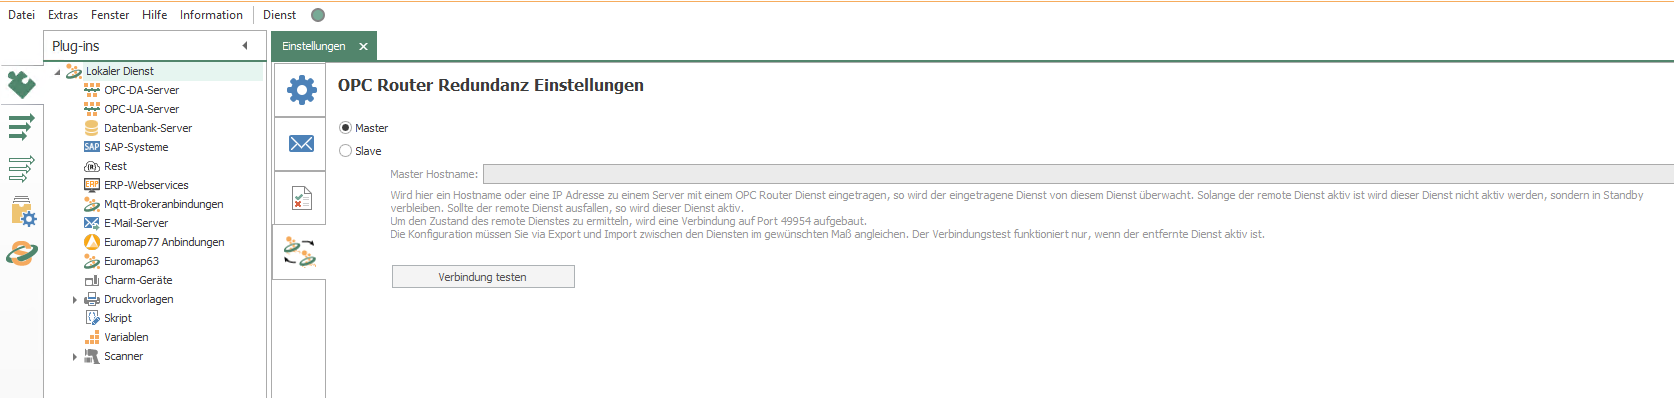 Datei Extras Fenster Hilfe Information Dienst
Plug-ins
Lokaler Dienst
OPC-DA-Server
OPC-UA-Server
Datenbank-Server
SAP SAP-Systeme
Rest
ERP ERP-Webservices
Mqtt-Brokeranbindungen
E-Mail-Server
Euromap77 Anbindungen
Euromap63
Charm-Geräte
Druckvorlagen
Skript
Variablen
Scanner
Einstellungen
OPC Router Redundanz Einstellungen
Master
Slave
Master Hostname:
Wird hier ein Hostname oder eine IP Adresse zu einem Server mit einem OPC Router Dienst eingetragen, so wird der eingetragene Dienst von diesem Dienst überwacht. Solange der remote Dienst aktiv ist wird dieser Dienst nicht aktiv werden, sondern in Standby
verbleiben. Sollte der remote Dienst ausfallen, so wird dieser Dienst aktiv.
Um den Zustand des remote Dienstes zu ermitteln, wird eine Verbindung auf Port 49954 aufgebaut.
Die Konfiguration müssen Sie via Export und Import zwischen den Diensten im gewünschten Maß angleichen. Der Verbindungstest funktioniert nur, wenn der entfernte Dienst aktiv ist.
Verbindung testen